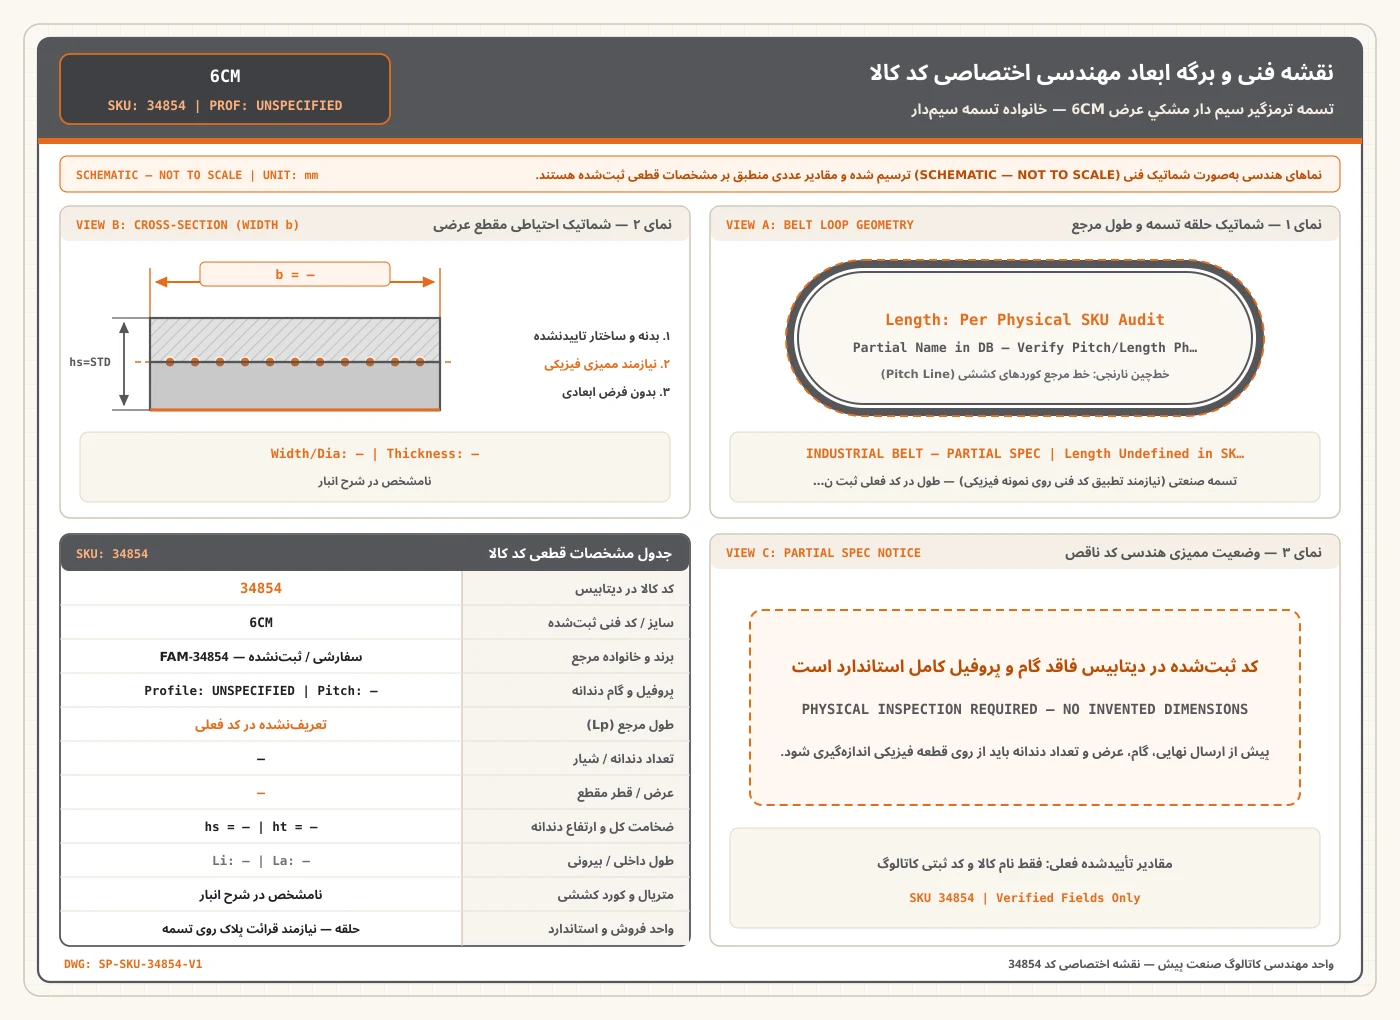 نقشه فنی و برگه ابعاد مهندسی اختصاصی کد کالا
تسمه ترمزگیر سیم دار مشکي عرض 6CM — خانواده تسمه سیم‌دار
6CM
SKU: 34854 | PROF: UNSPECIFIED
نماهای هندسی به‌صورت شماتیک فنی (SCHEMATIC — NOT TO SCALE) ترسیم شده و مقادیر عددی منطبق بر مشخصات قطعی ثبت‌شده هستند.
SCHEMATIC — NOT TO SCALE | UNIT: mm
نمای ۱ — شماتیک حلقه تسمه و طول مرجع
VIEW A: BELT LOOP GEOMETRY
Length: Per Physical SKU Audit
Partial Name in DB — Verify Pitch/Length Ph…
خط‌چین نارنجی: خط مرجع کوردهای کششی (Pitch Line)
INDUSTRIAL BELT — PARTIAL SPEC | Length Undefined in SK…
تسمه صنعتی (نیازمند تطبیق کد فنی روی نمونه فیزیکی) — طول در کد فعلی ثبت ن…
نمای ۲ — شماتیک احتیاطی مقطع عرضی
VIEW B: CROSS-SECTION (WIDTH b)
b = —
hs=STD
۱. بدنه و ساختار تاییدنشده
۲. نیازمند ممیزی فیزیکی
۳. بدون فرض ابعادی
Width/Dia: — | Thickness: —
نامشخص در شرح انبار
نمای ۳ — وضعیت ممیزی هندسی کد ناقص
VIEW C: PARTIAL SPEC NOTICE
کد ثبت‌شده در دیتابیس فاقد گام و پروفیل کامل استاندارد است
PHYSICAL INSPECTION REQUIRED — NO INVENTED DIMENSIONS
پیش از ارسال نهایی، گام، عرض و تعداد دندانه باید از روی قطعه فیزیکی اندازه‌گیری شود.
مقادیر تأییدشده فعلی: فقط نام کالا و کد ثبتی کاتالوگ
SKU 34854 | Verified Fields Only
جدول مشخصات قطعی کد کالا
SKU: 34854
کد کالا در دیتابیس
34854
سایز / کد فنی ثبت‌شده
6CM
برند و خانواده مرجع
سفارشی / ثبت‌نشده — FAM-34854
پروفیل و گام دندانه
Profile: UNSPECIFIED | Pitch: —
طول مرجع (Lp)
تعریف‌نشده در کد فعلی
تعداد دندانه / شیار
—
عرض / قطر مقطع
—
ضخامت کل و ارتفاع دندانه
hs = — | ht = —
طول داخلی / بیرونی
Li: — | La: —
متریال و کورد کششی
نامشخص در شرح انبار
واحد فروش و استاندارد
حلقه — نیازمند قرائت پلاک روی تسمه
واحد مهندسی کاتالوگ صنعت پیش — نقشه اختصاصی کد 34854
DWG: SP-SKU-34854-V1